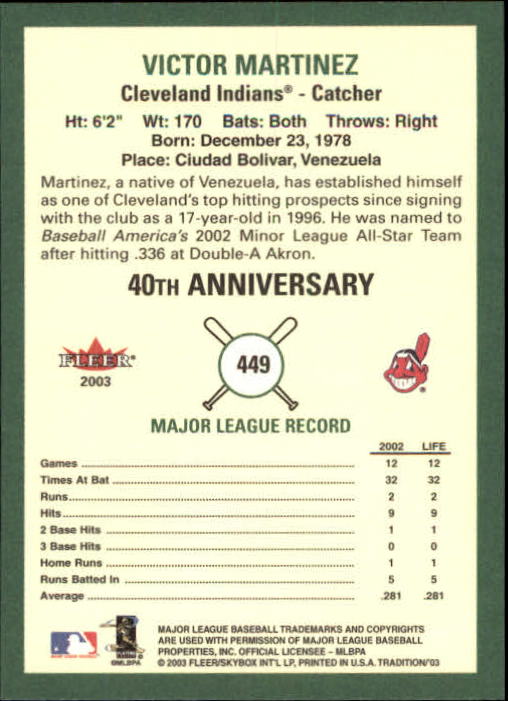 VICTOR MARTINEZ
Cleveland Indians® - Catcher
Ht: 6'2" Wt: 170 Bats: Both Throws: Right
Born: December 23, 1978
Place: Ciudad Bolivar, Venezuela
Martinez, a native of Venezuela, has established himself
as one of Cleveland's top hitting prospects since signing
with the club as a 17-year-old in 1996. He was named to
Baseball America's 2002 Minor League All-Star Team
after hitting .336 at Double-A Akron.
40TH ANNIVERSARY
FLEER®
2003
449
MAJOR LEAGUE RECORD
2002 LIFE
Games 12 12
Times At Bat 32 32
Runs 2 2
Hits 9 9
2 Base Hits 1 1
3 Base Hits 0 0
Home Runs 1 1
Runs Batted In 5 5
Average .281 .281
©MLBPA
MAJOR LEAGUE BASEBALL TRADEMARKS AND COPYRIGHTS
ARE USED WITH PERMISSION OF MAJOR LEAGUE BASEBALL
PROPERTIES, INC. OFFICIAL LICENSEE – MLBPA
© 2003 FLEER/SKYBOX INT'L LP, PRINTED IN U.S.A. TRADITION/'03